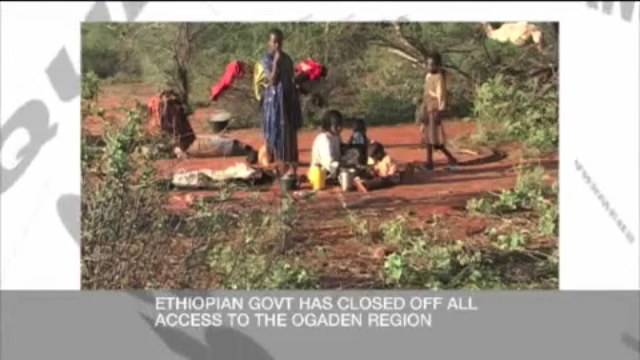 ETHIOPIAN GOVT HAS CLOSED OFF ALL
ACCESS TO THE OGADEN REGION